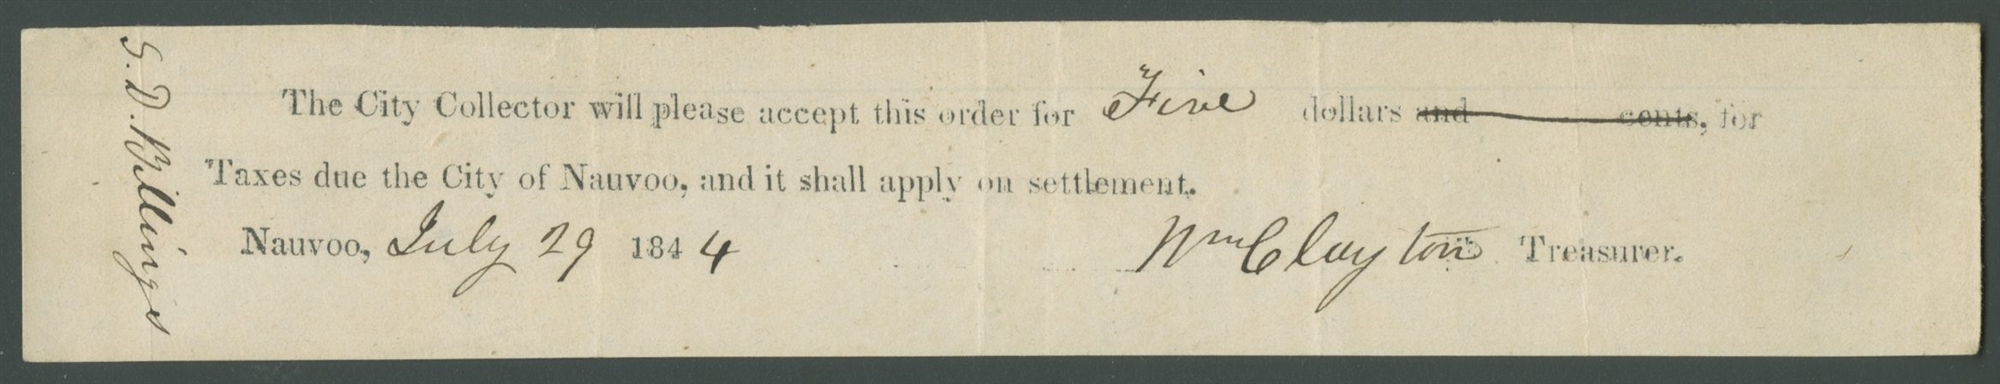 The City Collector will please accept this order for Five dollars and cents, for
Taxes due the City of Nauvoo, and it shall apply on settlement.
Nauvoo, July 29 1844 Wm Clayton Treasurer.
G. D. Billings